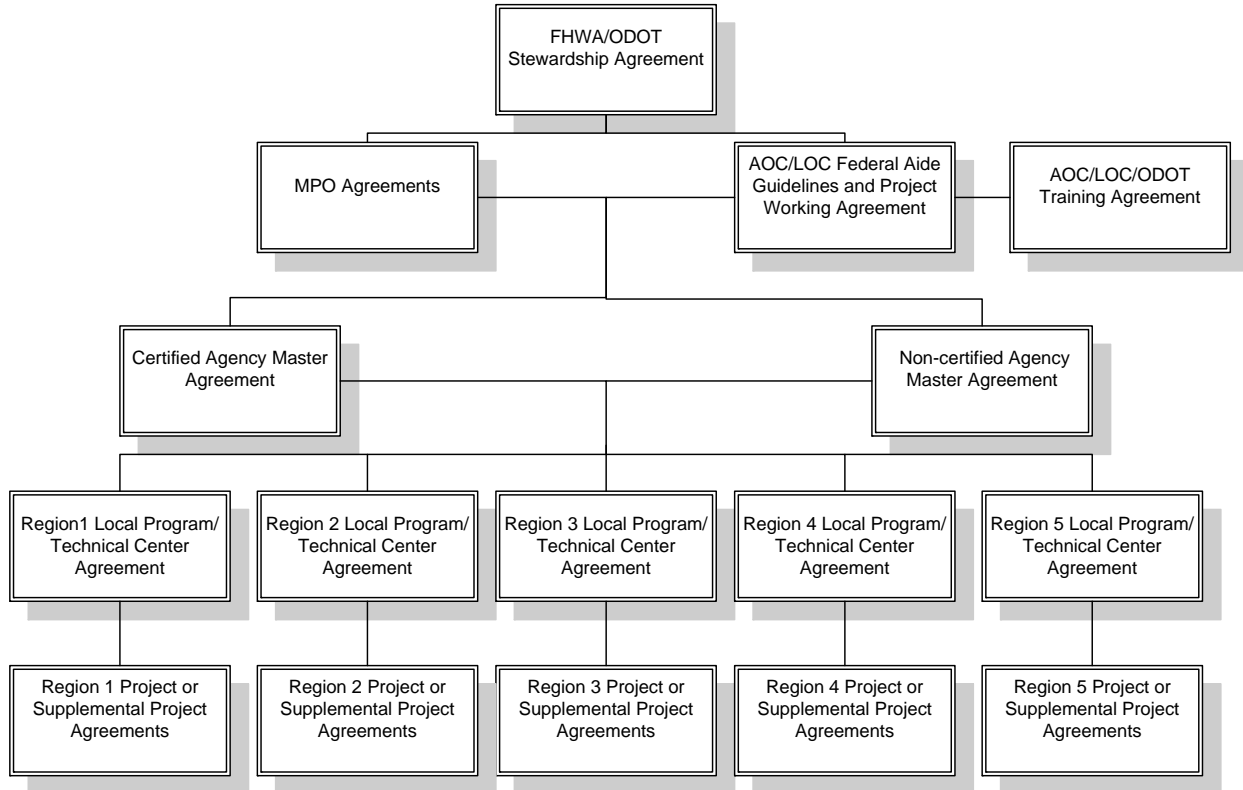 FHWA/ODOT
Stewardship Agreement
MPO Agreements
AOC/LOC Federal Aide
Guidelines and Project
Working Agreement
AOC/LOC/ODOT
Training Agreement
Certified Agency Master
Agreement
Non-certified Agency
Master Agreement
Region1 Local Program/
Technical Center
Agreement
Region 2 Local Program/
Technical Center
Agreement
Region 3 Local Program/
Technical Center
Agreement
Region 4 Local Program/
Technical Center
Agreement
Region 5 Local Program/
Technical Center
Agreement
Region 1 Project or
Supplemental Project
Agreements
Region 2 Project or
Supplemental Project
Agreements
Region 3 Project or
Supplemental Project
Agreements
Region 4 Project or
Supplemental Project
Agreements
Region 5 Project or
Supplemental Project
Agreements